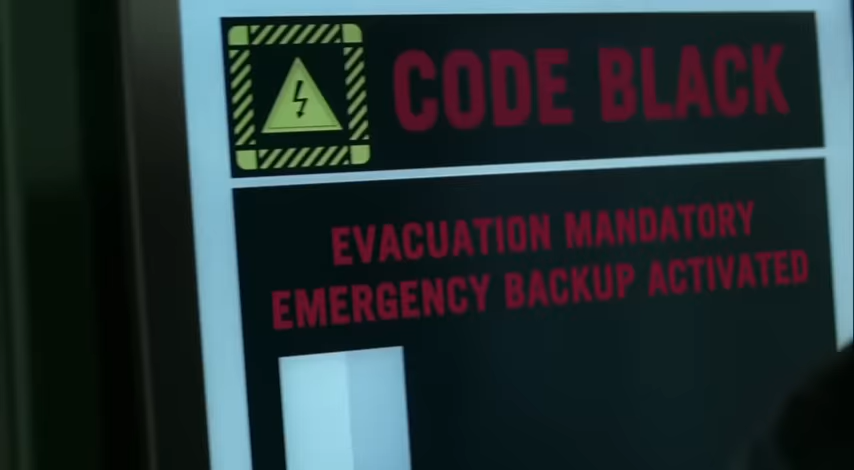 CODE BLACK
EVACUATION MANDATORY
EMERGENCY BACKUP ACTIVATED